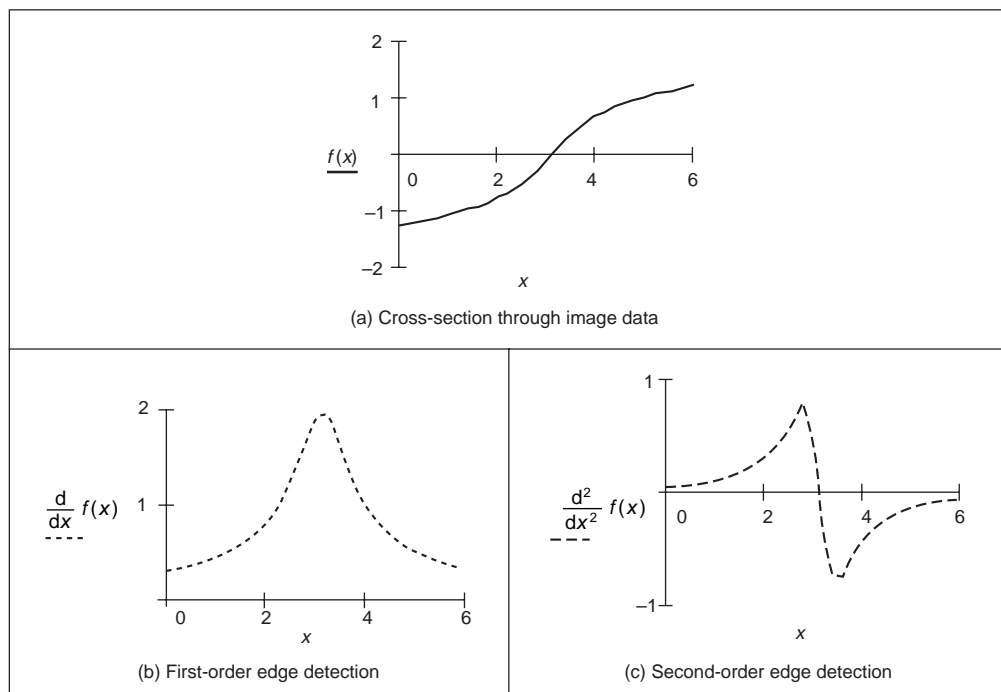 2
1
f(x)
0 2 4 6
–1
–2
x
(a) Cross-section through image data
2
1
d
dx f(x)
0 2 4 6
x
(b) First-order edge detection
1
d²
dx² f(x)
0 2 4 6
–1
x
(c) Second-order edge detection